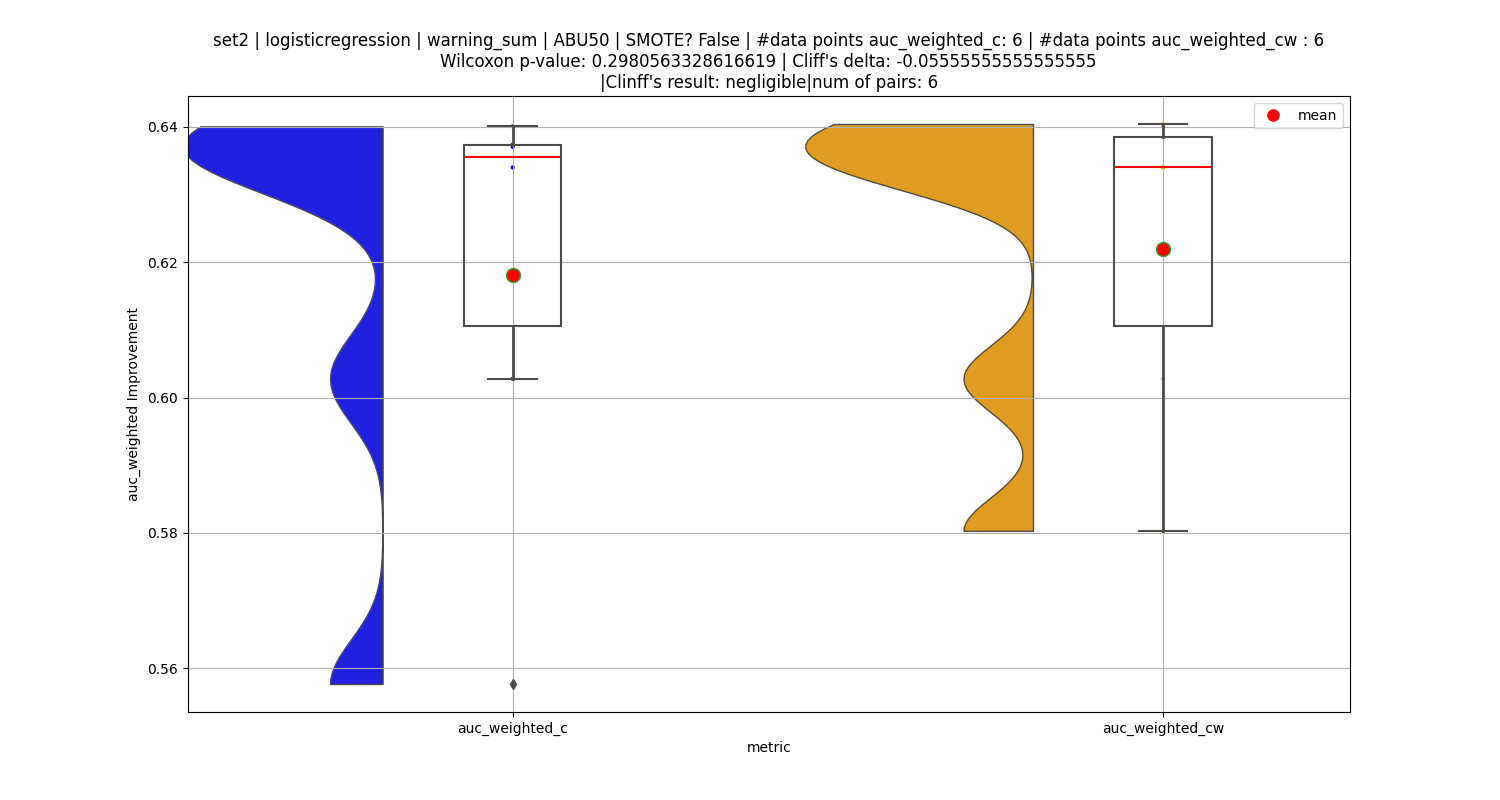 set2 | logisticregression | warning_sum | ABU50 | SMOTE? False | #data points auc_weighted_c: 6 | #data points auc_weighted_cw : 6
Wilcoxon p-value: 0.2980563328616619 | Cliff's delta: -0.05555555555555555
|Clinff's result: negligible|num of pairs: 6
mean
0.64
0.62
0.60
0.58
0.56
auc_weighted Improvement
auc_weighted_c
auc_weighted_cw
metric